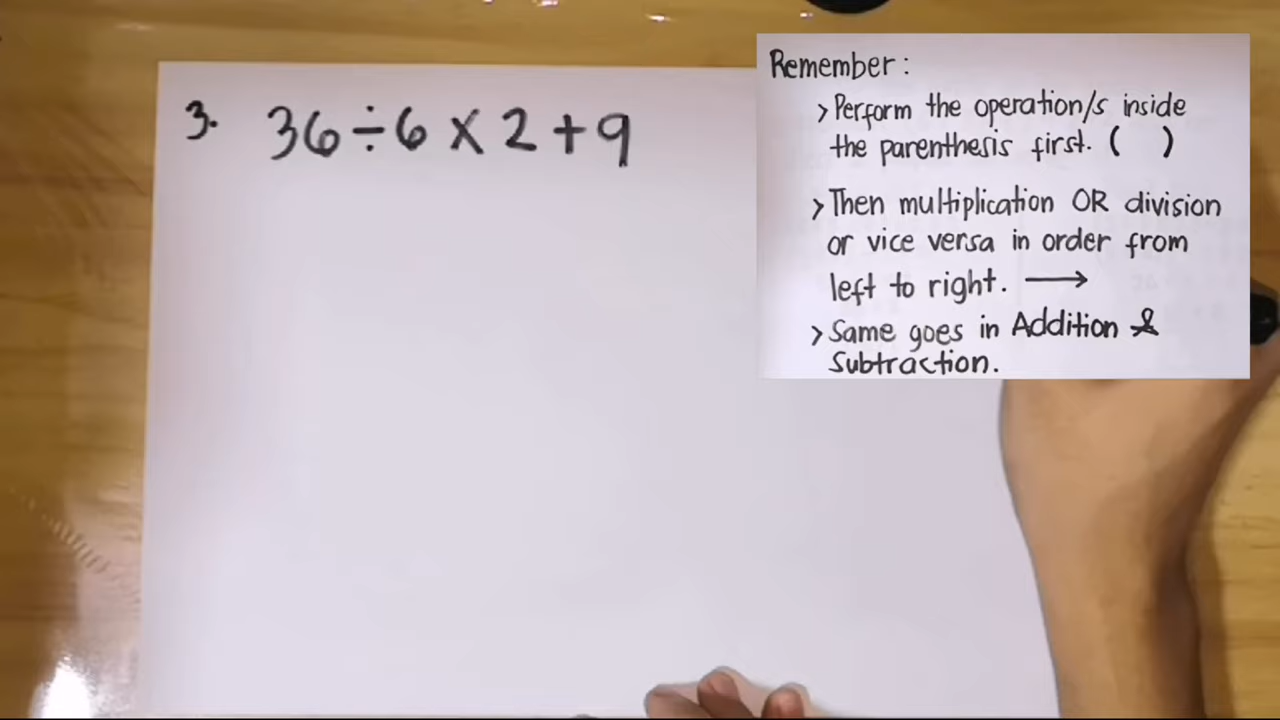 3. 36 ÷ 6 x 2 + 9
Remember:
> Perform the operation/s inside
the parenthesis first. ( )
> Then multiplication OR division
or vice versa in order from
left to right. →
> Same goes in Addition &
Subtraction.